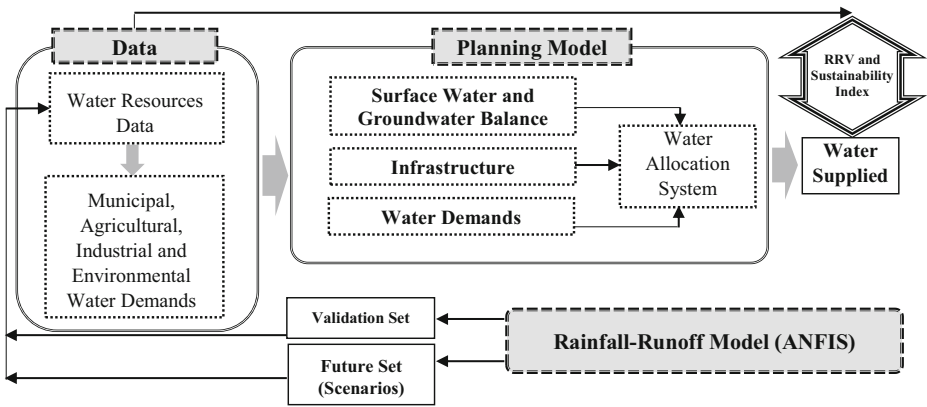 Data
Water Resources
Data
Municipal,
Agricultural,
Industrial and
Environmental
Water Demands
Planning Model
Surface Water and
Groundwater Balance
Infrastructure
Water Demands
Water
Allocation
System
RRV and
Sustainability
Index
Water
Supplied
Validation Set
Future Set
(Scenarios)
Rainfall-Runoff Model (ANFIS)